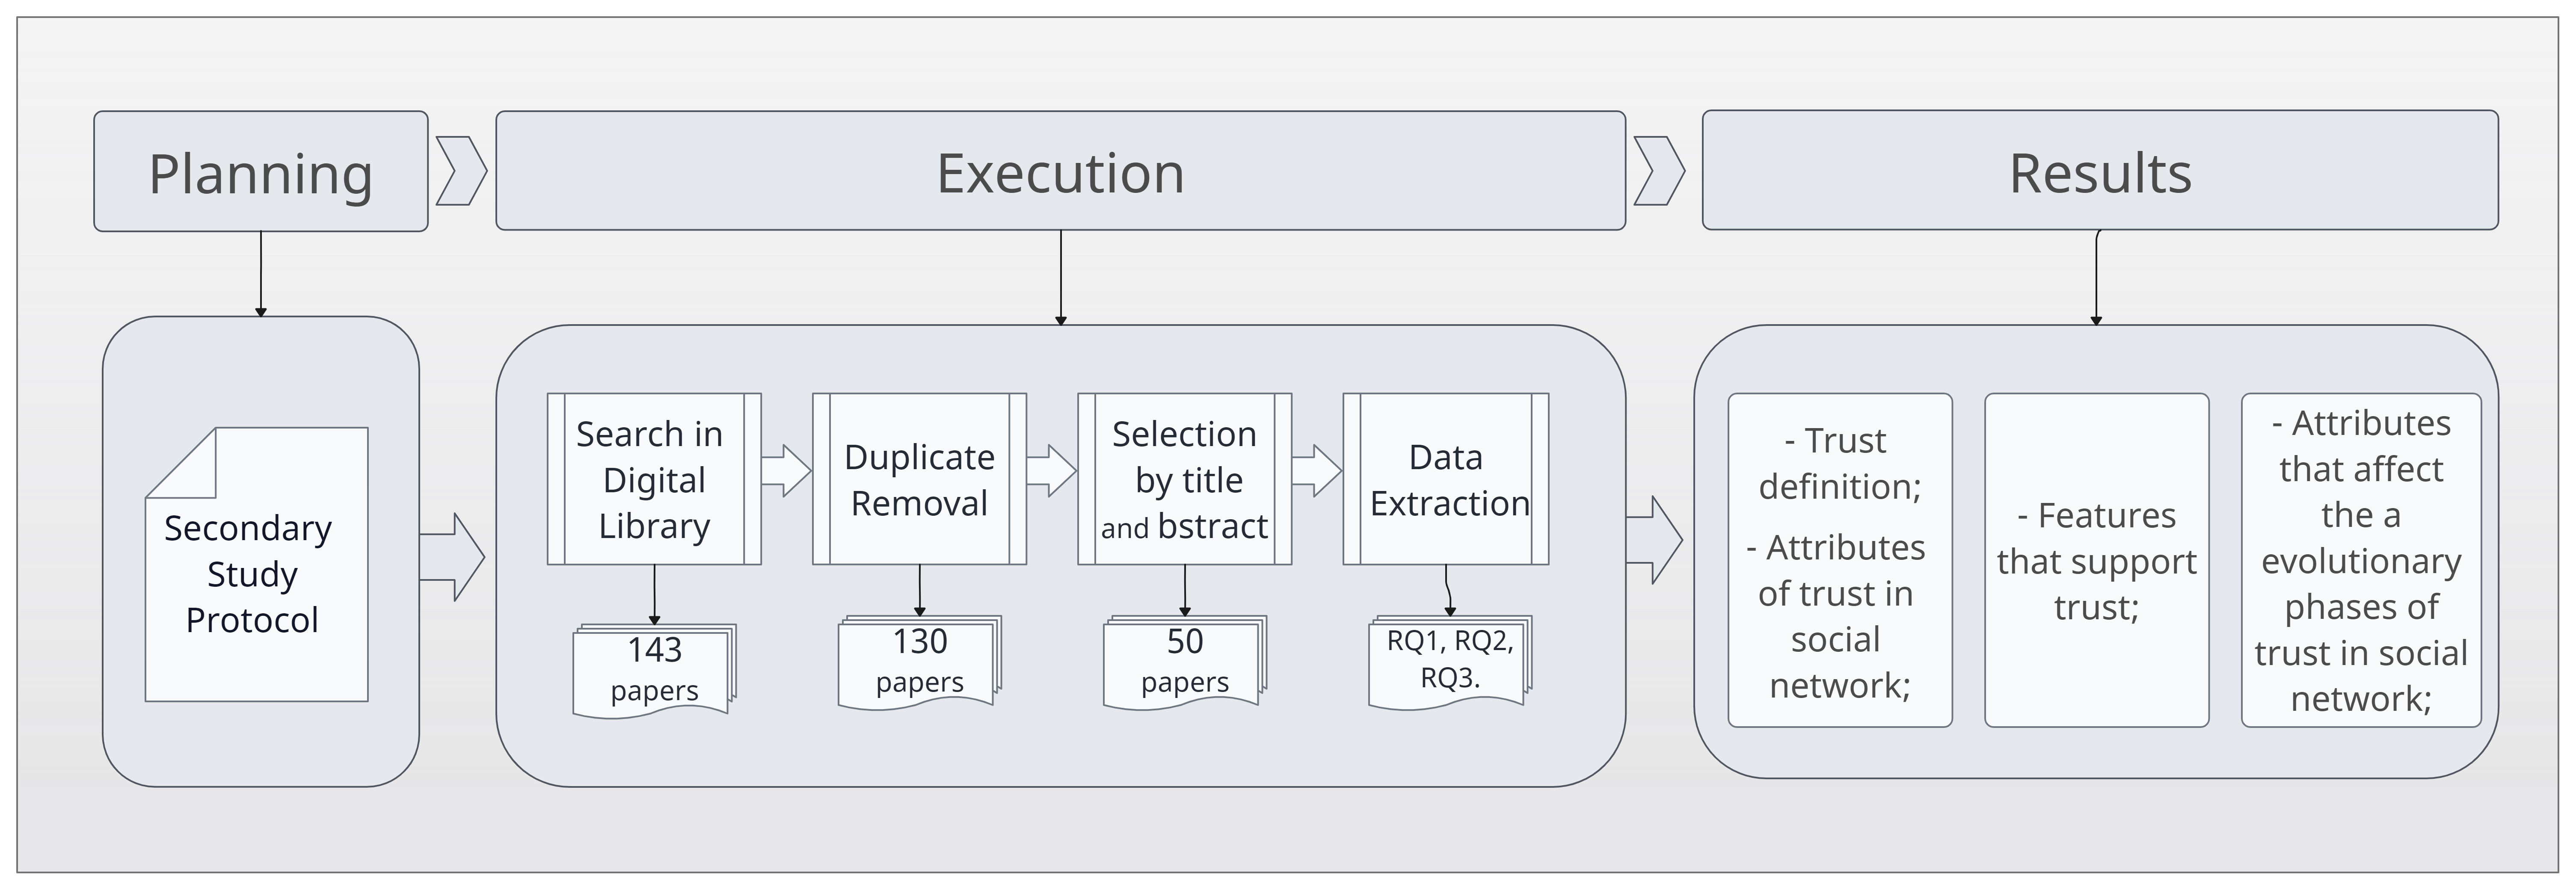 Planning
Execution
Results
Secondary
Study
Protocol
Search in
Digital
Library
Duplicate
Removal
Selection
by title
and bstract
Data
Extraction
143
papers
130
papers
50
papers
RQ1, RQ2,
RQ3.
- Trust
definition;
- Attributes
of trust in
social
network;
- Features
that support
trust;
- Attributes
that affect
the a
evolutionary
phases of
trust in social
network;